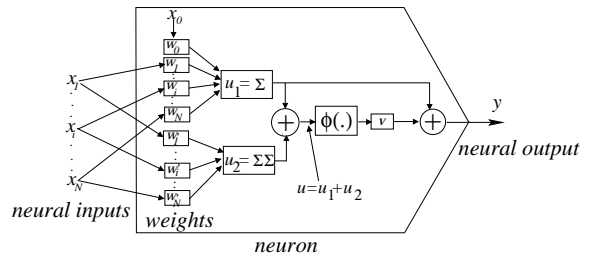 x0
w0
w1
x1
u1= Σ
wi
y
wN
ϕ(.)
v
+
+
xi
w*1
neural output
u2= ΣΣ
w*i
u=u1+u2
xN
w*N
neural inputs
weights
neuron